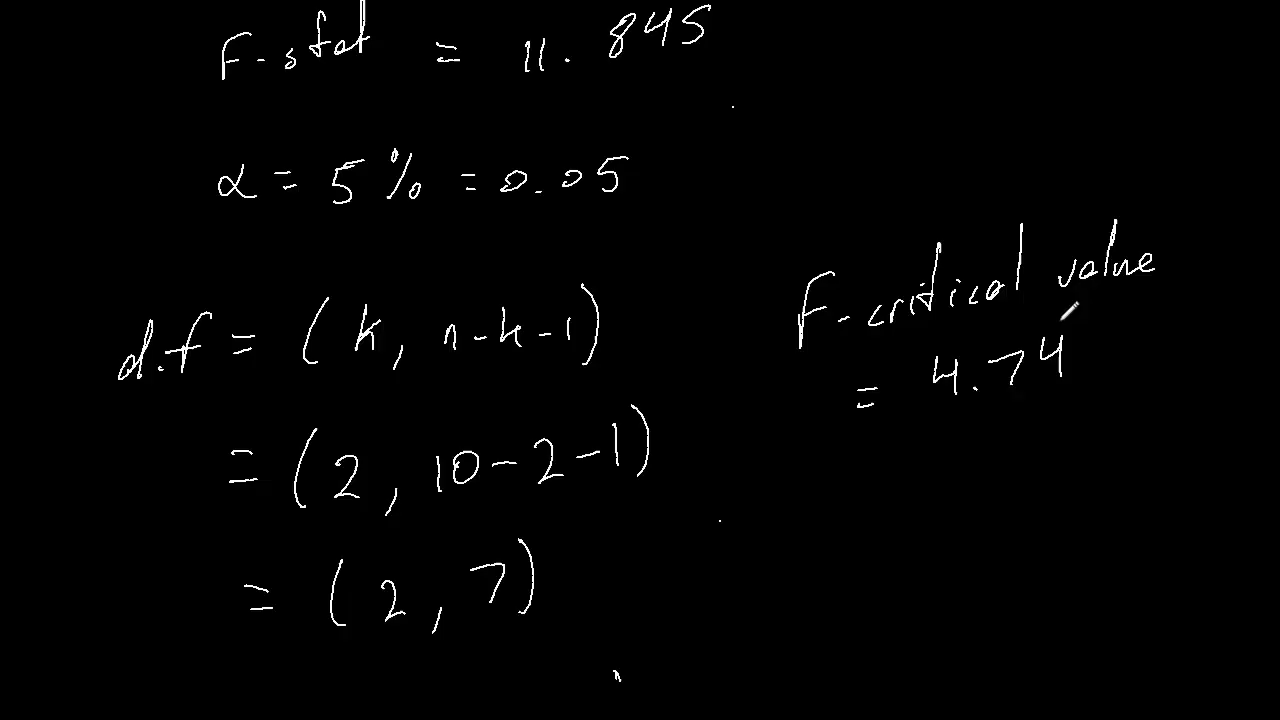 F-stat = 11.845
α = 5% = 0.05
d.f = (k, n-k-1)
= (2, 10-2-1)
= (2, 7)
F-critical value
= 4.74